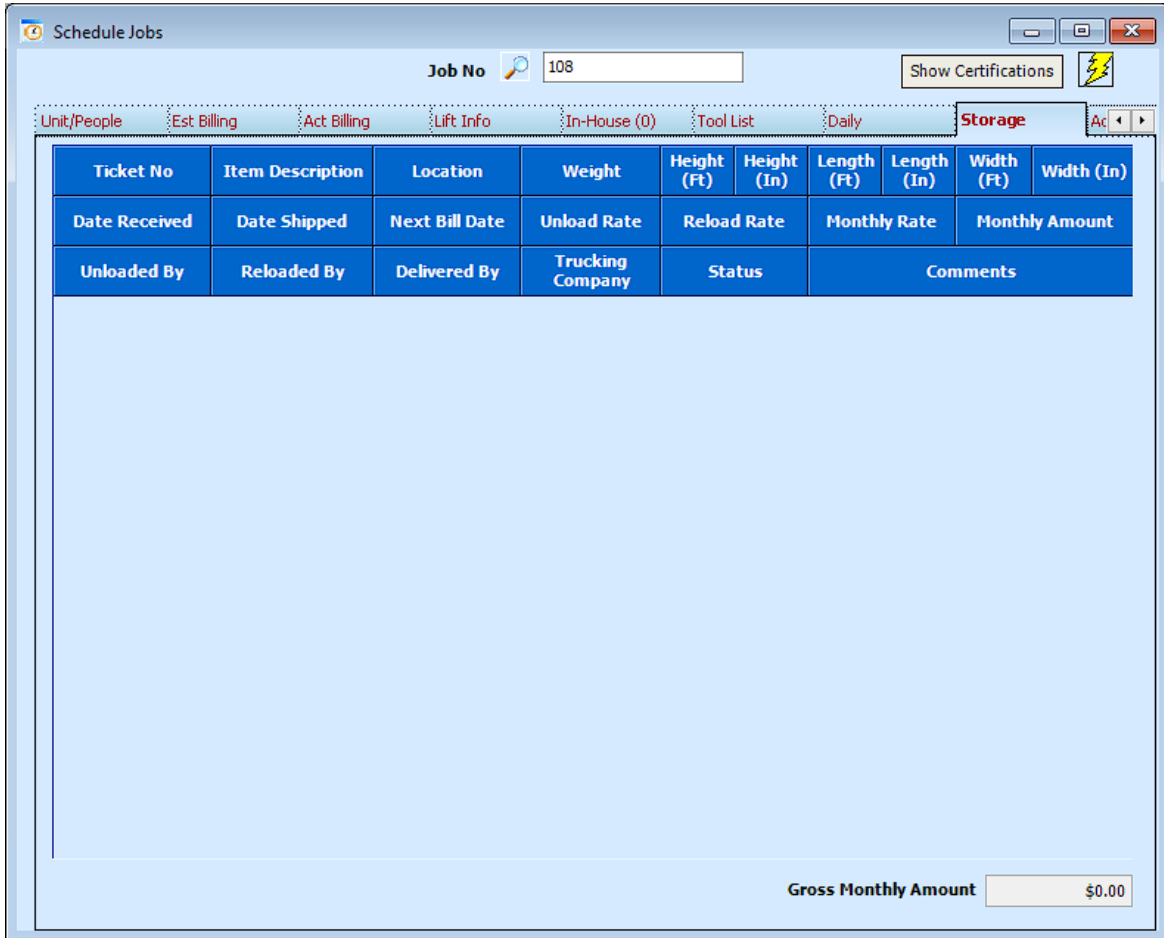 Schedule Jobs
Job No 108 Show Certifications
Unit/People Est Billing Act Billing Lift Info In-House (0) Tool List Daily Storage Ac
Ticket No Item Description Location Weight Height (Ft) Height (In) Length (Ft) Length (In) Width (Ft) Width (In)
Date Received Date Shipped Next Bill Date Unload Rate Reload Rate Monthly Rate Monthly Amount
Unloaded By Reloaded By Delivered By Trucking Company Status Comments
Gross Monthly Amount $0.00